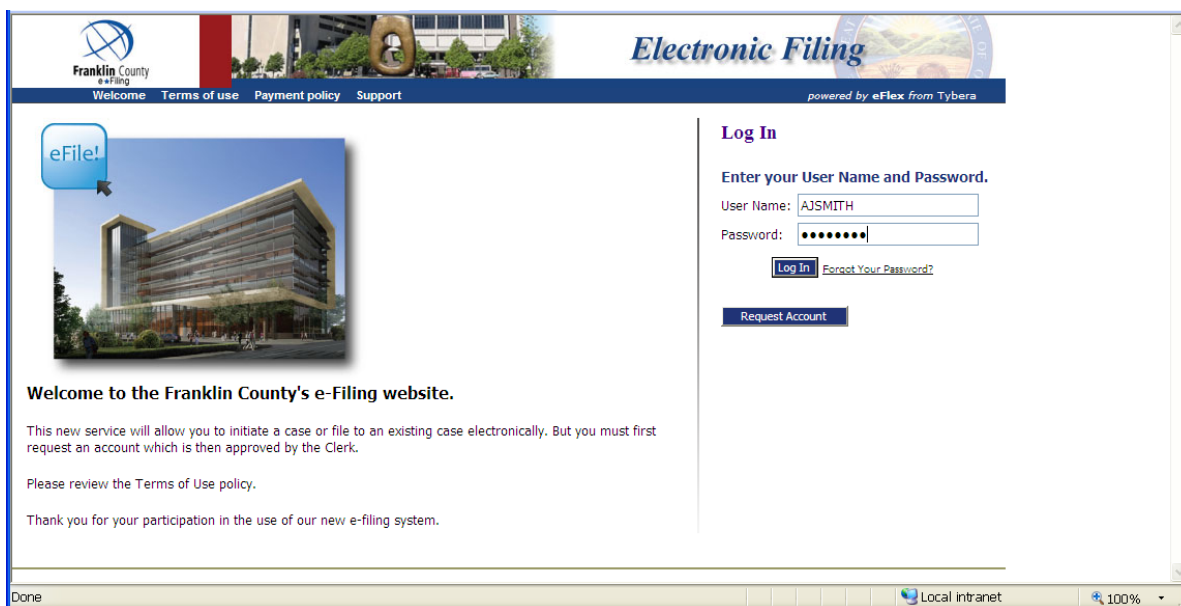 Franklin County
e★Filing
Electronic Filing
Welcome Terms of use Payment policy Support
powered by eFlex from Tybera
eFile!
Log In
Enter your User Name and Password.
User Name: AJSMITH
Password: ••••••••
Log In Forgot Your Password?
Request Account
Welcome to the Franklin County's e-Filing website.
This new service will allow you to initiate a case or file to an existing case electronically. But you must first
request an account which is then approved by the Clerk.
Please review the Terms of Use policy.
Thank you for your participation in the use of our new e-filing system.
Done
Local intranet
100%